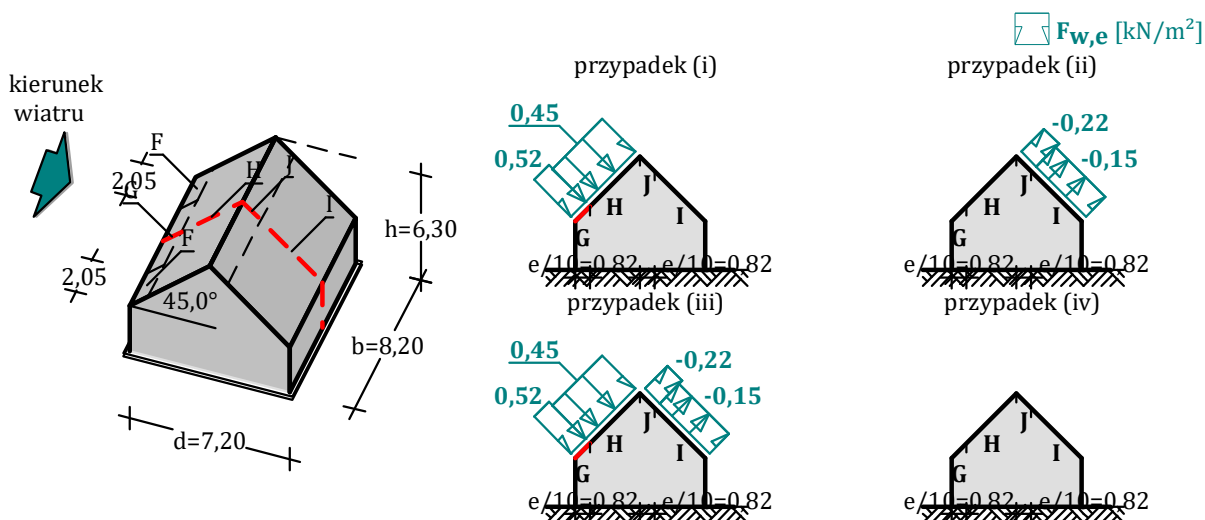 F_w,e [kN/m²]
kierunek
wiatru
F
2,05
G
H
J
I
F
2,05
45,0°
h=6,30
b=8,20
d=7,20
przypadek (i)
0,45
0,52
J
H
I
G
e/10=0,82 e/10=0,82
przypadek (ii)
-0,22
-0,15
J
H
I
G
e/10=0,82 e/10=0,82
przypadek (iii)
0,45
-0,22
0,52
-0,15
J
H
I
G
e/10=0,82 e/10=0,82
przypadek (iv)
J
H
I
G
e/10=0,82 e/10=0,82